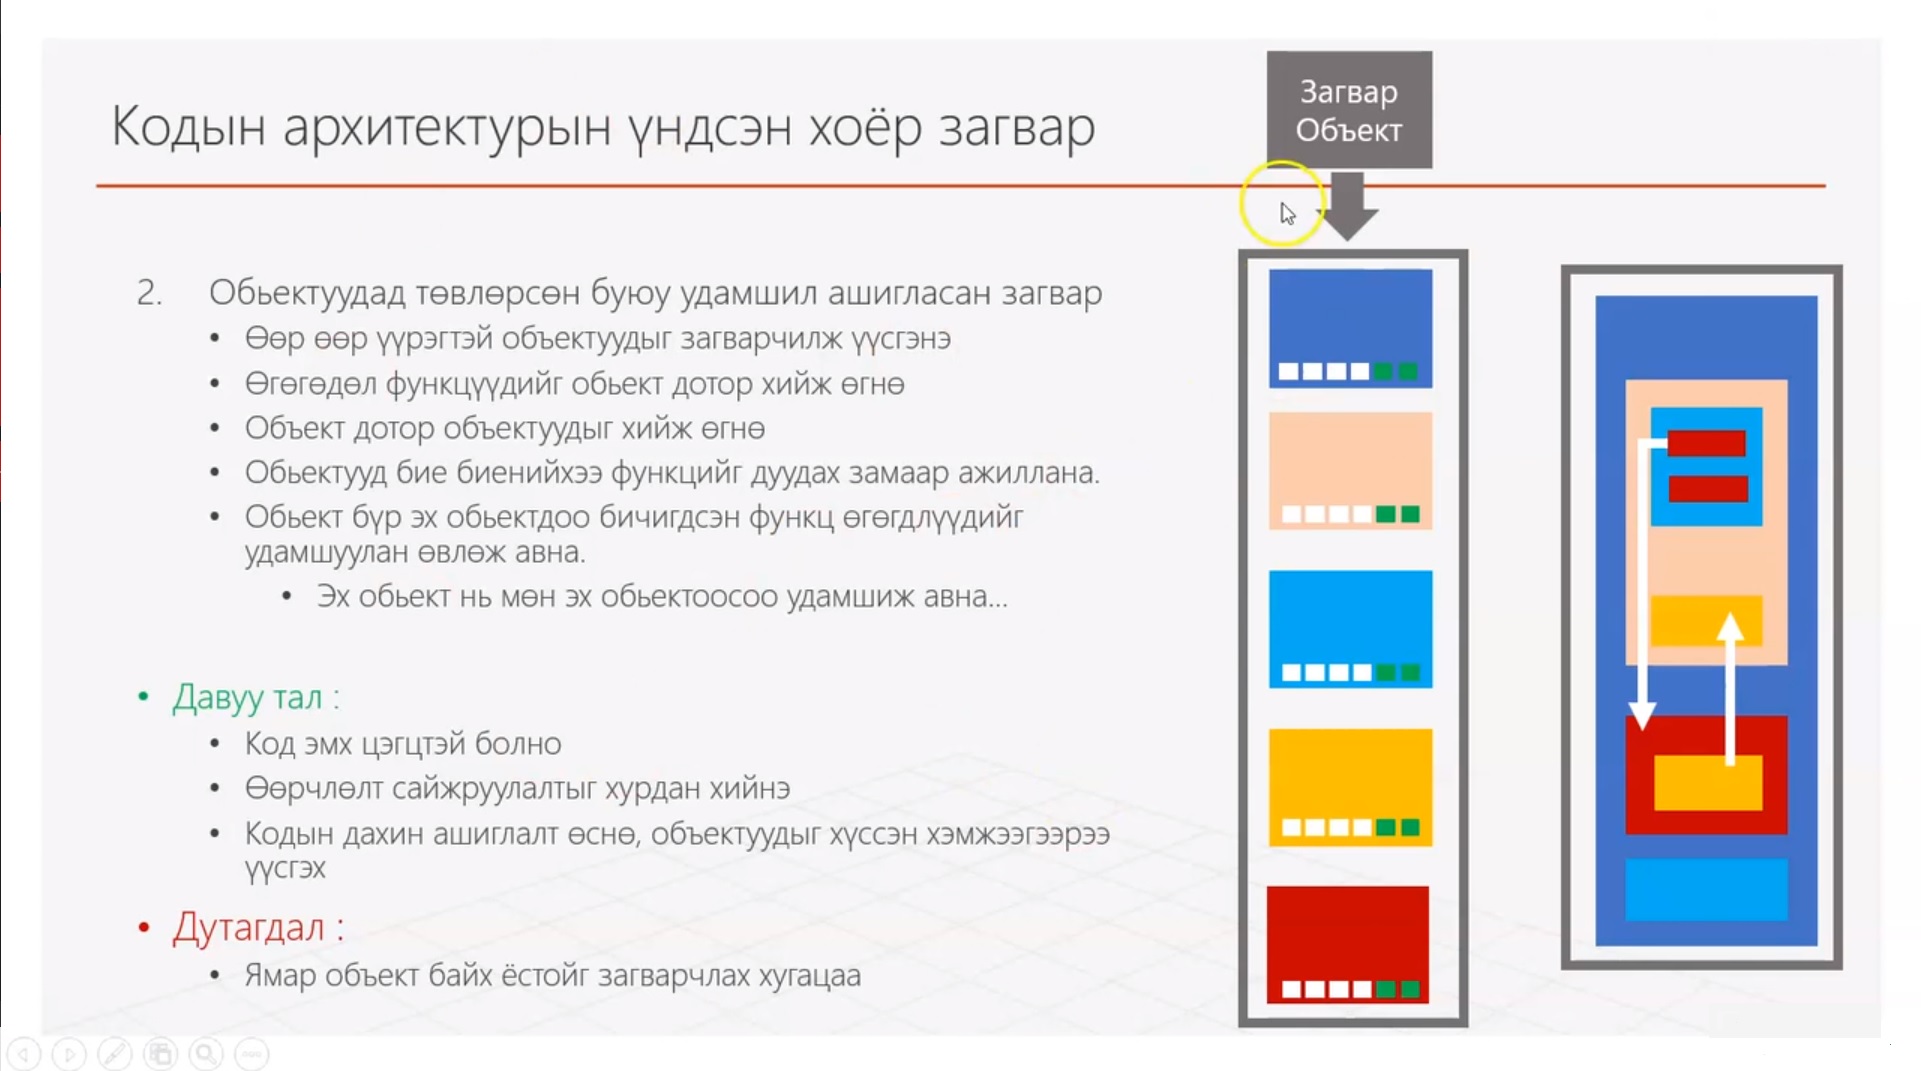 Кодын архитектурын үндсэн хоёр загвар
Загвар
Объект
2. Обьектуудад төвлөрсөн буюу удамшил ашигласан загвар
• Өөр өөр үүрэгтэй объектуудыг загварчилж үүсгэнэ
• Өгөгөдөл функцүүдийг обьект дотор хийж өгнө
• Объект дотор объектуудыг хийж өгнө
• Обьектууд бие биенийхээ функцийг дуудах замаар ажиллана.
• Обьект бүр эх обьектдоо бичигдсэн функц өгөгдлүүдийг
удамшуулан өвлөж авна.
• Эх обьект нь мөн эх обьектоосоо удамшиж авна...
• Давуу тал :
• Код эмх цэгцтэй болно
• Өөрчлөлт сайжруулалтыг хурдан хийнэ
• Кодын дахин ашиглалт өснө, объектуудыг хүссэн хэмжээгээрээ
үүсгэх
• Дутагдал :
• Ямар объект байх ёстойг загварчлах хугацаа